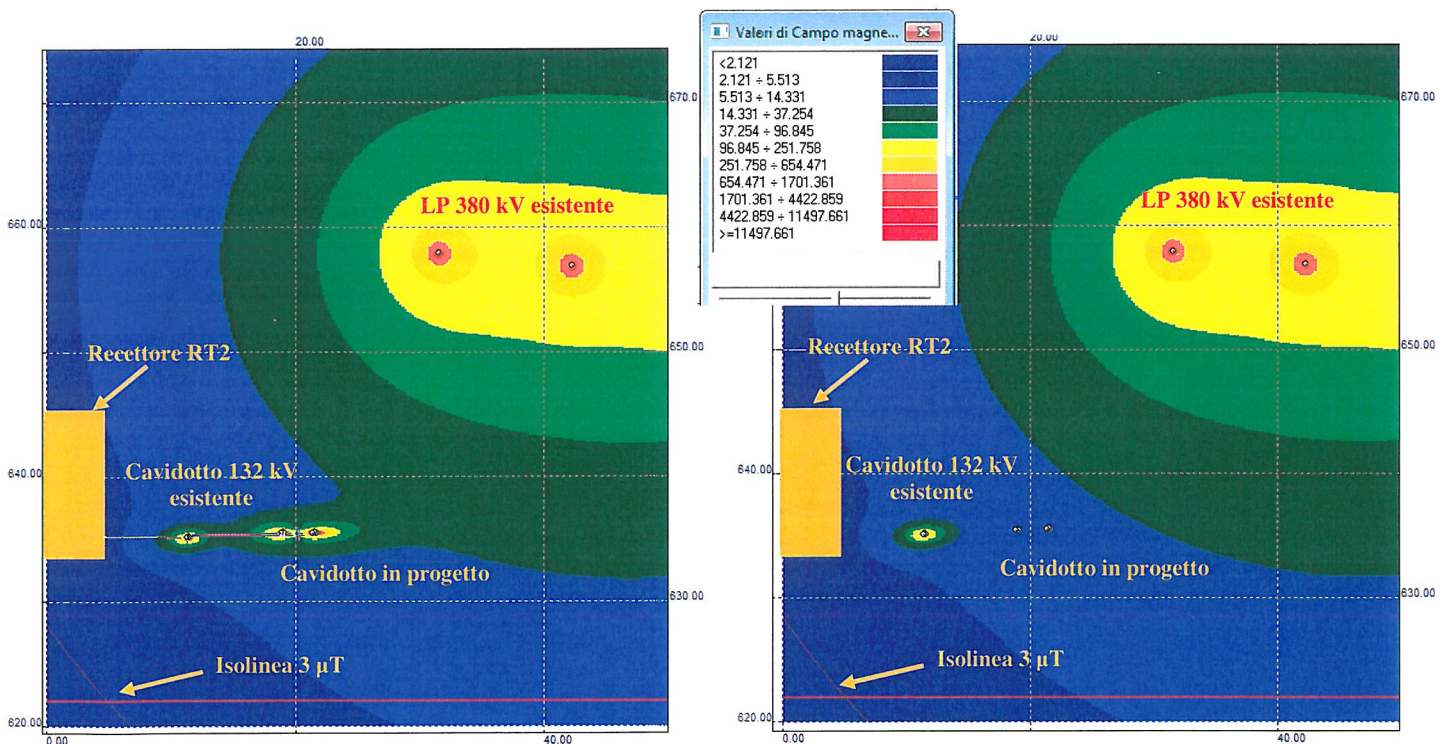 20.00
670.0
LP 380 kV esistente
660.00
650.00
Recettore RT2
640.00
Cavidotto 132 kV
esistente
Cavidotto in progetto
630.00
Isolinea 3 µT
620.00
0.00
40.00
Valeri di Campo magne...
<2.121
2.121 ÷ 5.513
5.513 ÷ 14.331
14.331 ÷ 37.254
37.254 ÷ 96.845
96.845 ÷ 251.758
251.758 ÷ 654.471
654.471 ÷ 1701.361
1701.361 ÷ 4422.859
4422.859 ÷ 11497.661
>=11497.661
20.00
670.00
LP 380 kV esistente
650.00
Recettore RT2
640.00
Cavidotto 132 kV
esistente
Cavidotto in progetto
630.00
Isolinea 3 µT
620.00
0.00
40.00